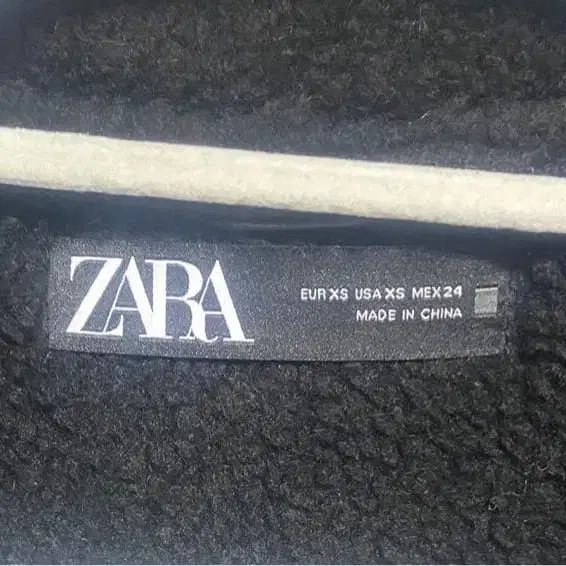 ZARA
EUR XS USA XS MEX 24
MADE IN CHINA